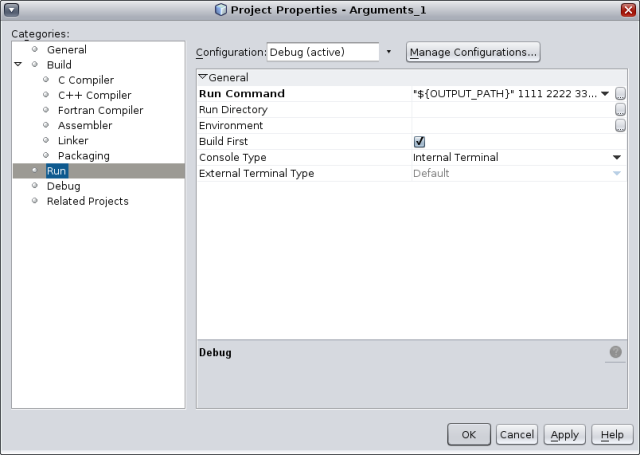 Project Properties - Arguments_1
Categories:
General
Build
C Compiler
C++ Compiler
Fortran Compiler
Assembler
Linker
Packaging
Run
Debug
Related Projects
Configuration: Debug (active) Manage Configurations...
General
Run Command "${OUTPUT_PATH}" 1111 2222 33... ...
Run Directory ...
Environment ...
Build First
Console Type Internal Terminal
External Terminal Type Default
Debug ?
OK Cancel Apply Help